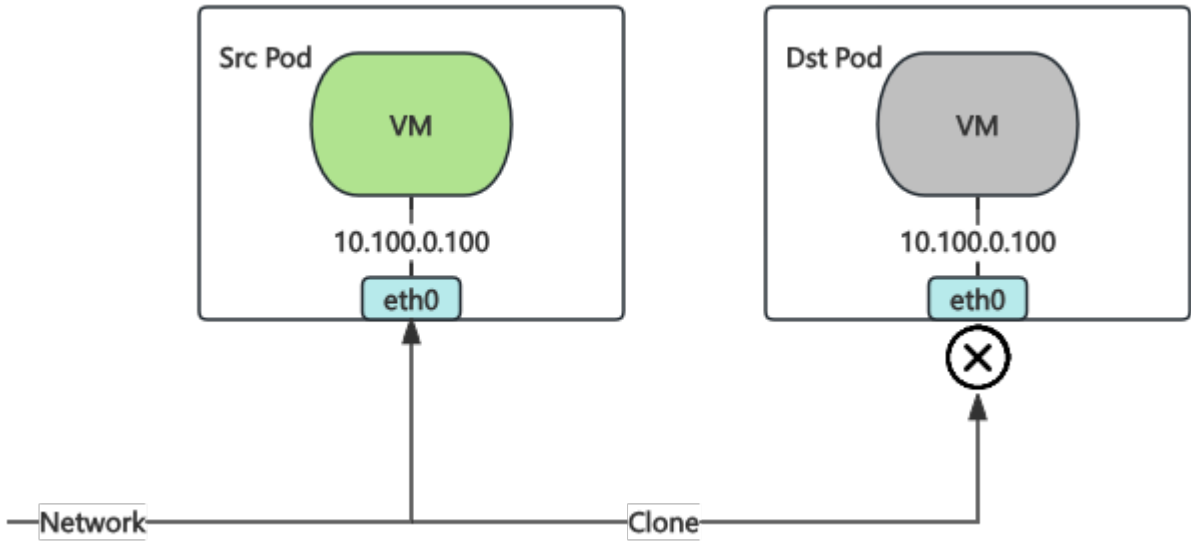 Src Pod
VM
10.100.0.100
eth0
Dst Pod
VM
10.100.0.100
eth0
Network
Clone